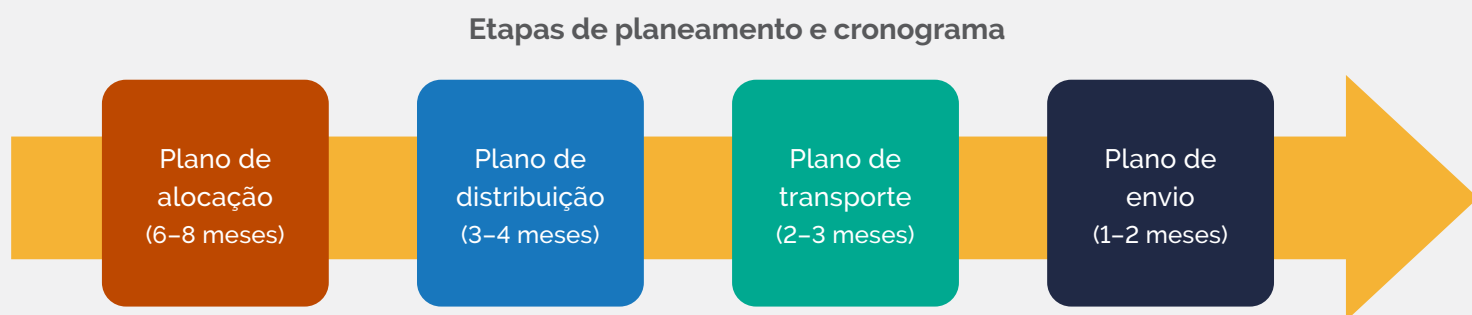 Etapas de planeamento e cronograma
Plano de
alocação
(6–8 meses)
Plano de
distribuição
(3–4 meses)
Plano de
transporte
(2–3 meses)
Plano de
envio
(1–2 meses)